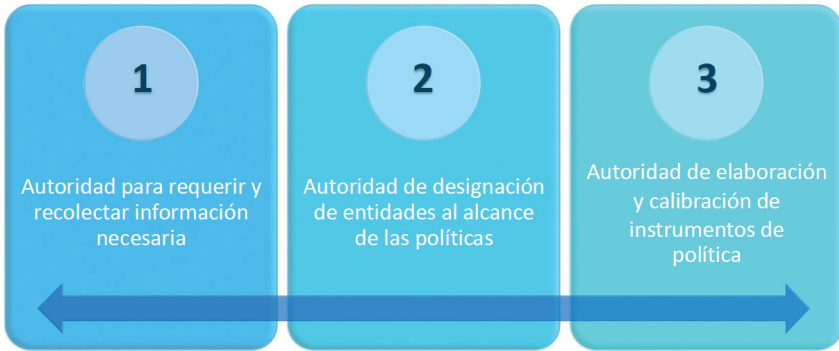 1
Autoridad para requerir y
recolectar información
necesaria
2
Autoridad de designación
de entidades al alcance
de las políticas
3
Autoridad de elaboración
y calibración de
instrumentos de
política